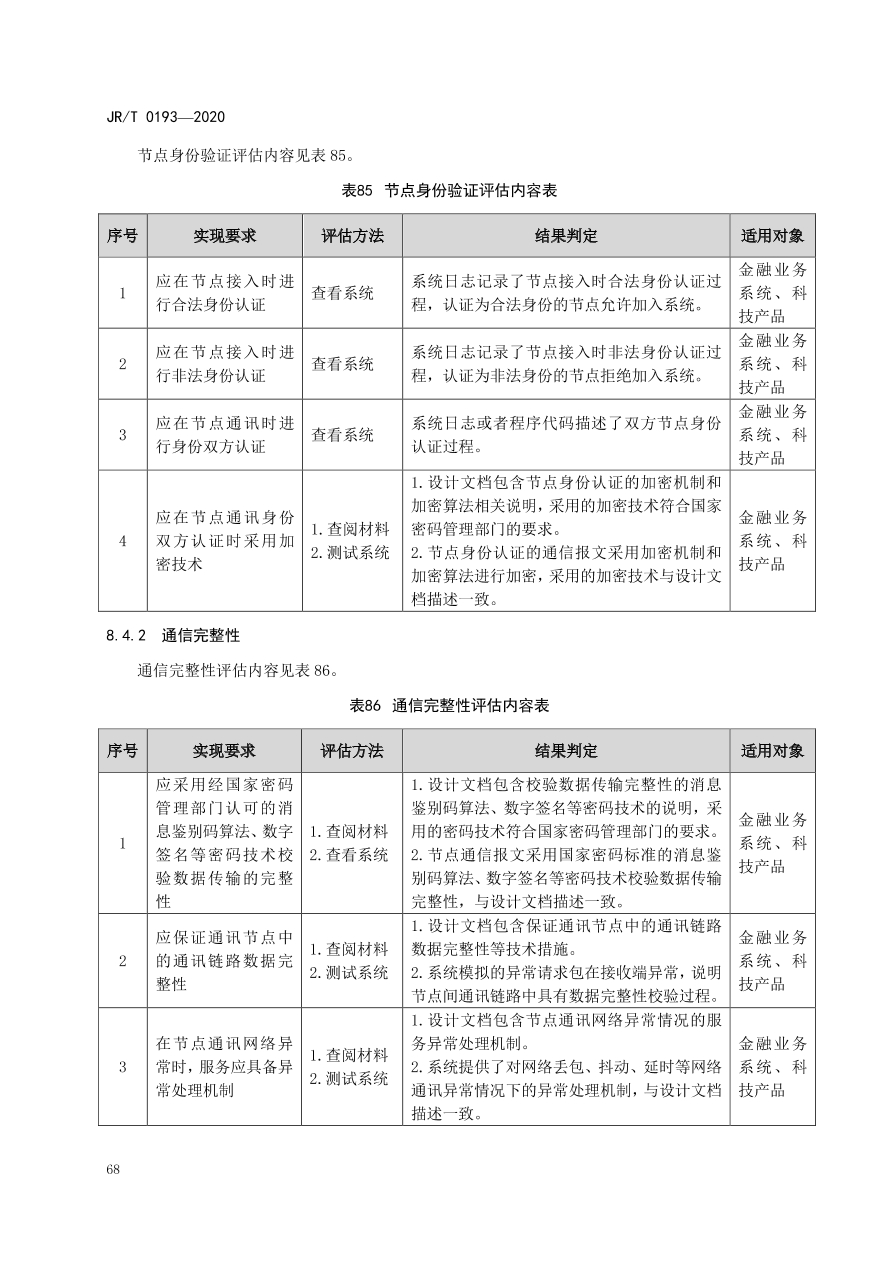 JR/T 0193—2020
节点身份验证评估内容见表 85。
表85 节点身份验证评估内容表
序号 实现要求 评估方法 结果判定 适用对象
1
应在节点接入时进
行合法身份认证
查看系统
系统日志记录了节点接入时合法身份认证过
程，认证为合法身份的节点允许加入系统。
金融业务
系统、科
技产品
2
应在节点接入时进
行非法身份认证
查看系统
系统日志记录了节点接入时非法身份认证过
程，认证为非法身份的节点拒绝加入系统。
金融业务
系统、科
技产品
3
应在节点通讯时进
行身份双方认证
查看系统
系统日志或者程序代码描述了双方节点身份
认证过程。
金融业务
系统、科
技产品
4
应在节点通讯身份
双方认证时采用加
密技术
1.查阅材料
2.测试系统
1.设计文档包含节点身份认证的加密机制和
加密算法相关说明，采用的加密技术符合国家
密码管理部门的要求。
2.节点身份认证的通信报文采用加密机制和
加密算法进行加密，采用的加密技术与设计文
档描述一致。
金融业务
系统、科
技产品
8.4.2 通信完整性
通信完整性评估内容见表 86。
表86 通信完整性评估内容表
序号 实现要求 评估方法 结果判定 适用对象
1
应采用经国家密码
管理部门认可的消
息鉴别码算法、数字
签名等密码技术校
验数据传输的完整
性
1.查阅材料
2.查看系统
1.设计文档包含校验数据传输完整性的消息
鉴别码算法、数字签名等密码技术的说明，采
用的密码技术符合国家密码管理部门的要求。
2.节点通信报文采用国家密码标准的消息鉴
别码算法、数字签名等密码技术校验数据传输
完整性，与设计文档描述一致。
金融业务
系统、科
技产品
2
应保证通讯节点中
的通讯链路数据完
整性
1.查阅材料
2.测试系统
1.设计文档包含保证通讯节点中的通讯链路
数据完整性等技术措施。
2.系统模拟的异常请求包在接收端异常，说明
节点间通讯链路中具有数据完整性校验过程。
金融业务
系统、科
技产品
3
在节点通讯网络异
常时，服务应具备异
常处理机制
1.查阅材料
2.测试系统
1.设计文档包含节点通讯网络异常情况的服
务异常处理机制。
2.系统提供了对网络丢包、抖动、延时等网络
通讯异常情况下的异常处理机制，与设计文档
描述一致。
金融业务
系统、科
技产品
68